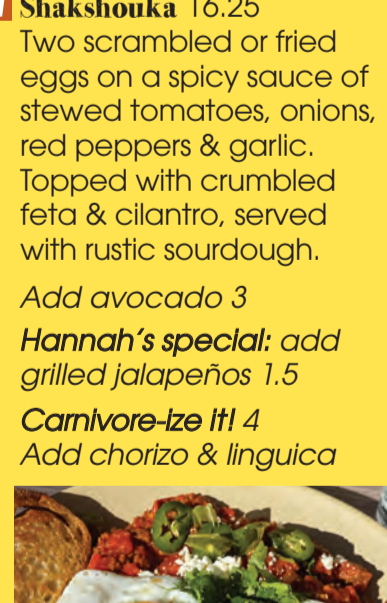 Shakshouka 16.25
Two scrambled or fried
eggs on a spicy sauce of
stewed tomatoes, onions,
red peppers & garlic.
Topped with crumbled
feta & cilantro, served
with rustic sourdough.
Add avocado 3
Hannah's special: add
grilled jalapeños 1.5
Carnivore-ize it! 4
Add chorizo & linguica